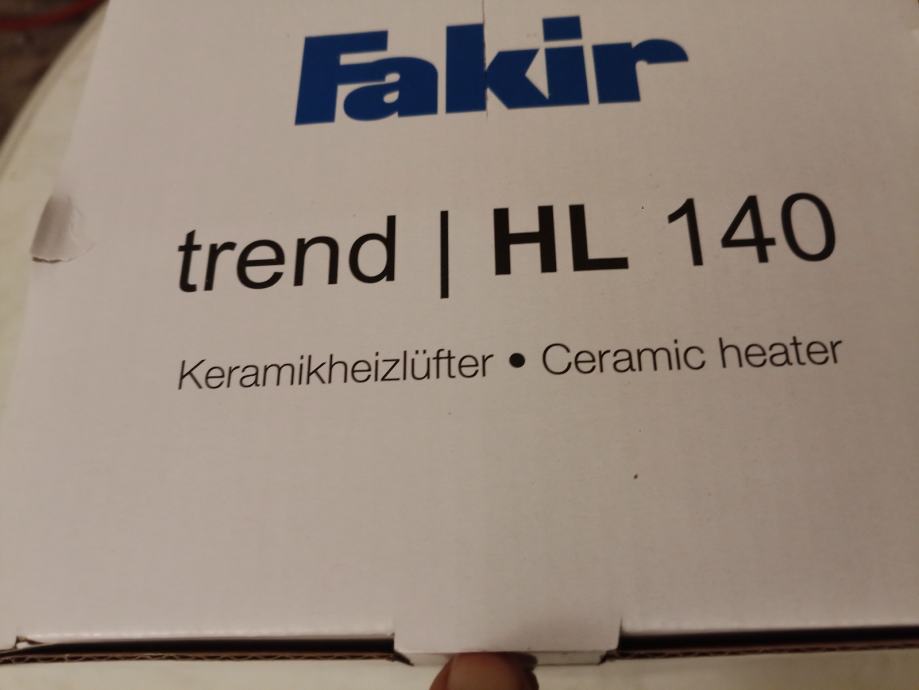 Fakir
trend | HL 140
Keramikheizlüfter • Ceramic heater